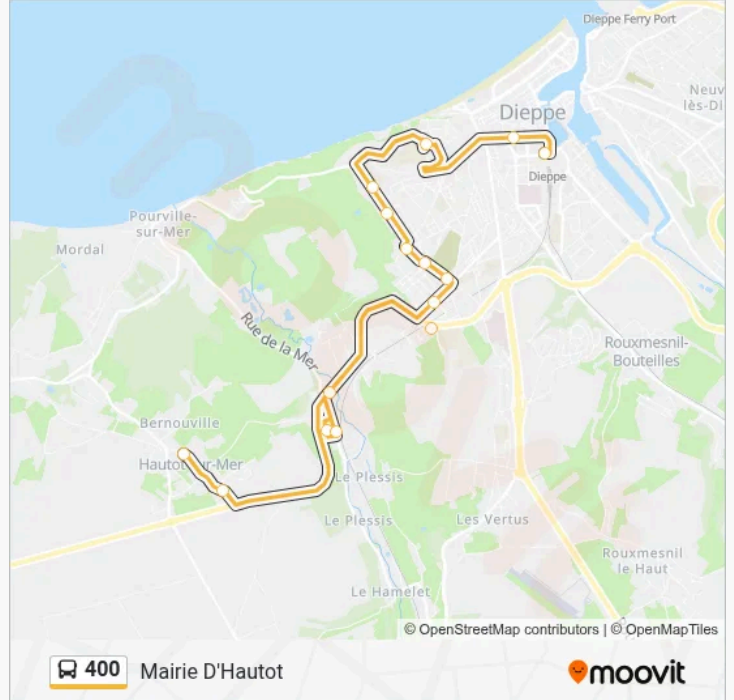 Dieppe Ferry Port
Neuv
lès-Di
Dieppe
Dieppe
Pourville-
sur-Mer
Mordal
Rue de la Mer
Rouxmesnil-
Bouteilles
Bernouville
Hautot-sur-Mer
Le Plessis
Le Plessis
Les Vertus
Rouxmesnil
le Haut
Le Hamelet
© OpenStreetMap contributors | © OpenMapTiles
400 Mairie D'Hautot
moovit